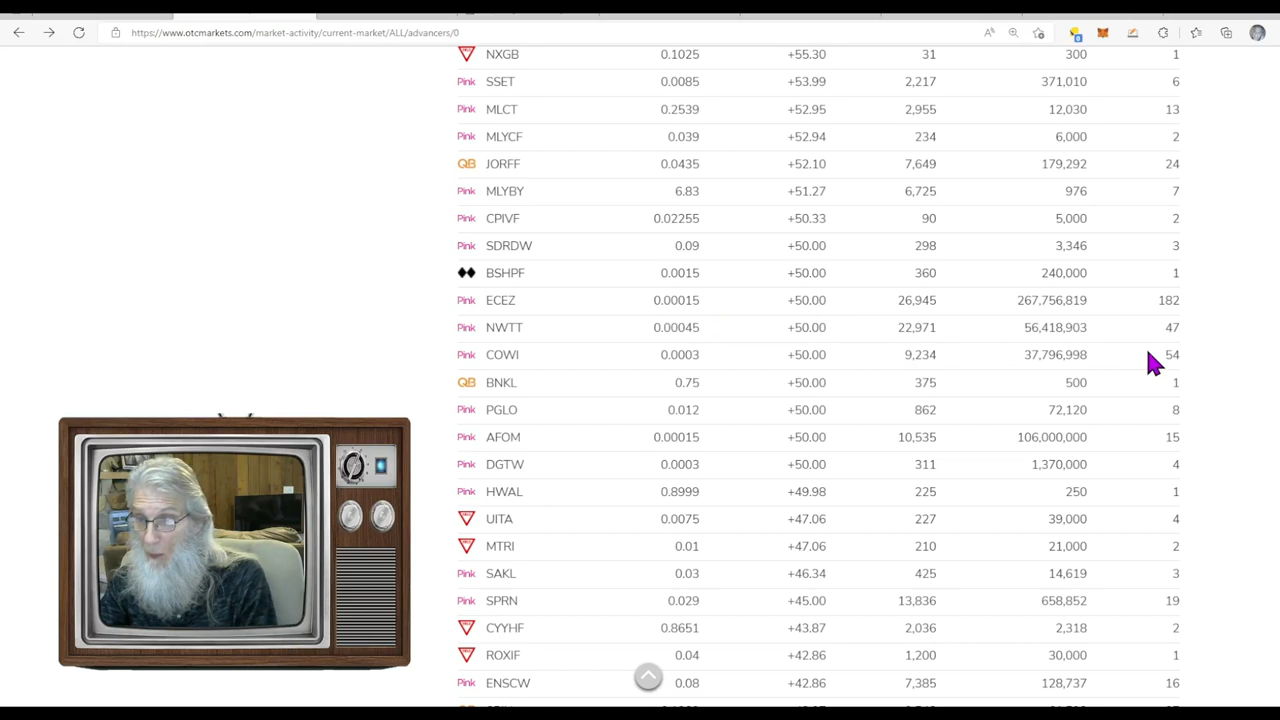 https://www.otcmarkets.com/market-activity/current-market/ALL/advancers/0
NXGB 0.1025 +55.30 31 300 1
Pink SSET 0.0085 +53.99 2,217 371,010 6
Pink MLCT 0.2539 +52.95 2,955 12,030 13
Pink MLYCF 0.039 +52.94 234 6,000 2
QB JORFF 0.0435 +52.10 7,649 179,292 24
Pink MLYBY 6.83 +51.27 6,725 976 7
Pink CPIVF 0.02255 +50.33 90 5,000 2
Pink SDRDW 0.09 +50.00 298 3,346 3
BSHPF 0.0015 +50.00 360 240,000 1
Pink ECEZ 0.00015 +50.00 26,945 267,756,819 182
Pink NWTT 0.00045 +50.00 22,971 56,418,903 47
Pink COWI 0.0003 +50.00 9,234 37,796,998 54
QB BNKL 0.75 +50.00 375 500 1
Pink PGLO 0.012 +50.00 862 72,120 8
Pink AFOM 0.00015 +50.00 10,535 106,000,000 15
Pink DGTW 0.0003 +50.00 311 1,370,000 4
Pink HWAL 0.8999 +49.98 225 250 1
UITA 0.0075 +47.06 227 39,000 4
MTRI 0.01 +47.06 210 21,000 2
Pink SAKL 0.03 +46.34 425 14,619 3
Pink SPRN 0.029 +45.00 13,836 658,852 19
CYYHF 0.8651 +43.87 2,036 2,318 2
ROXIF 0.04 +42.86 1,200 30,000 1
Pink ENSCW 0.08 +42.86 7,385 128,737 16